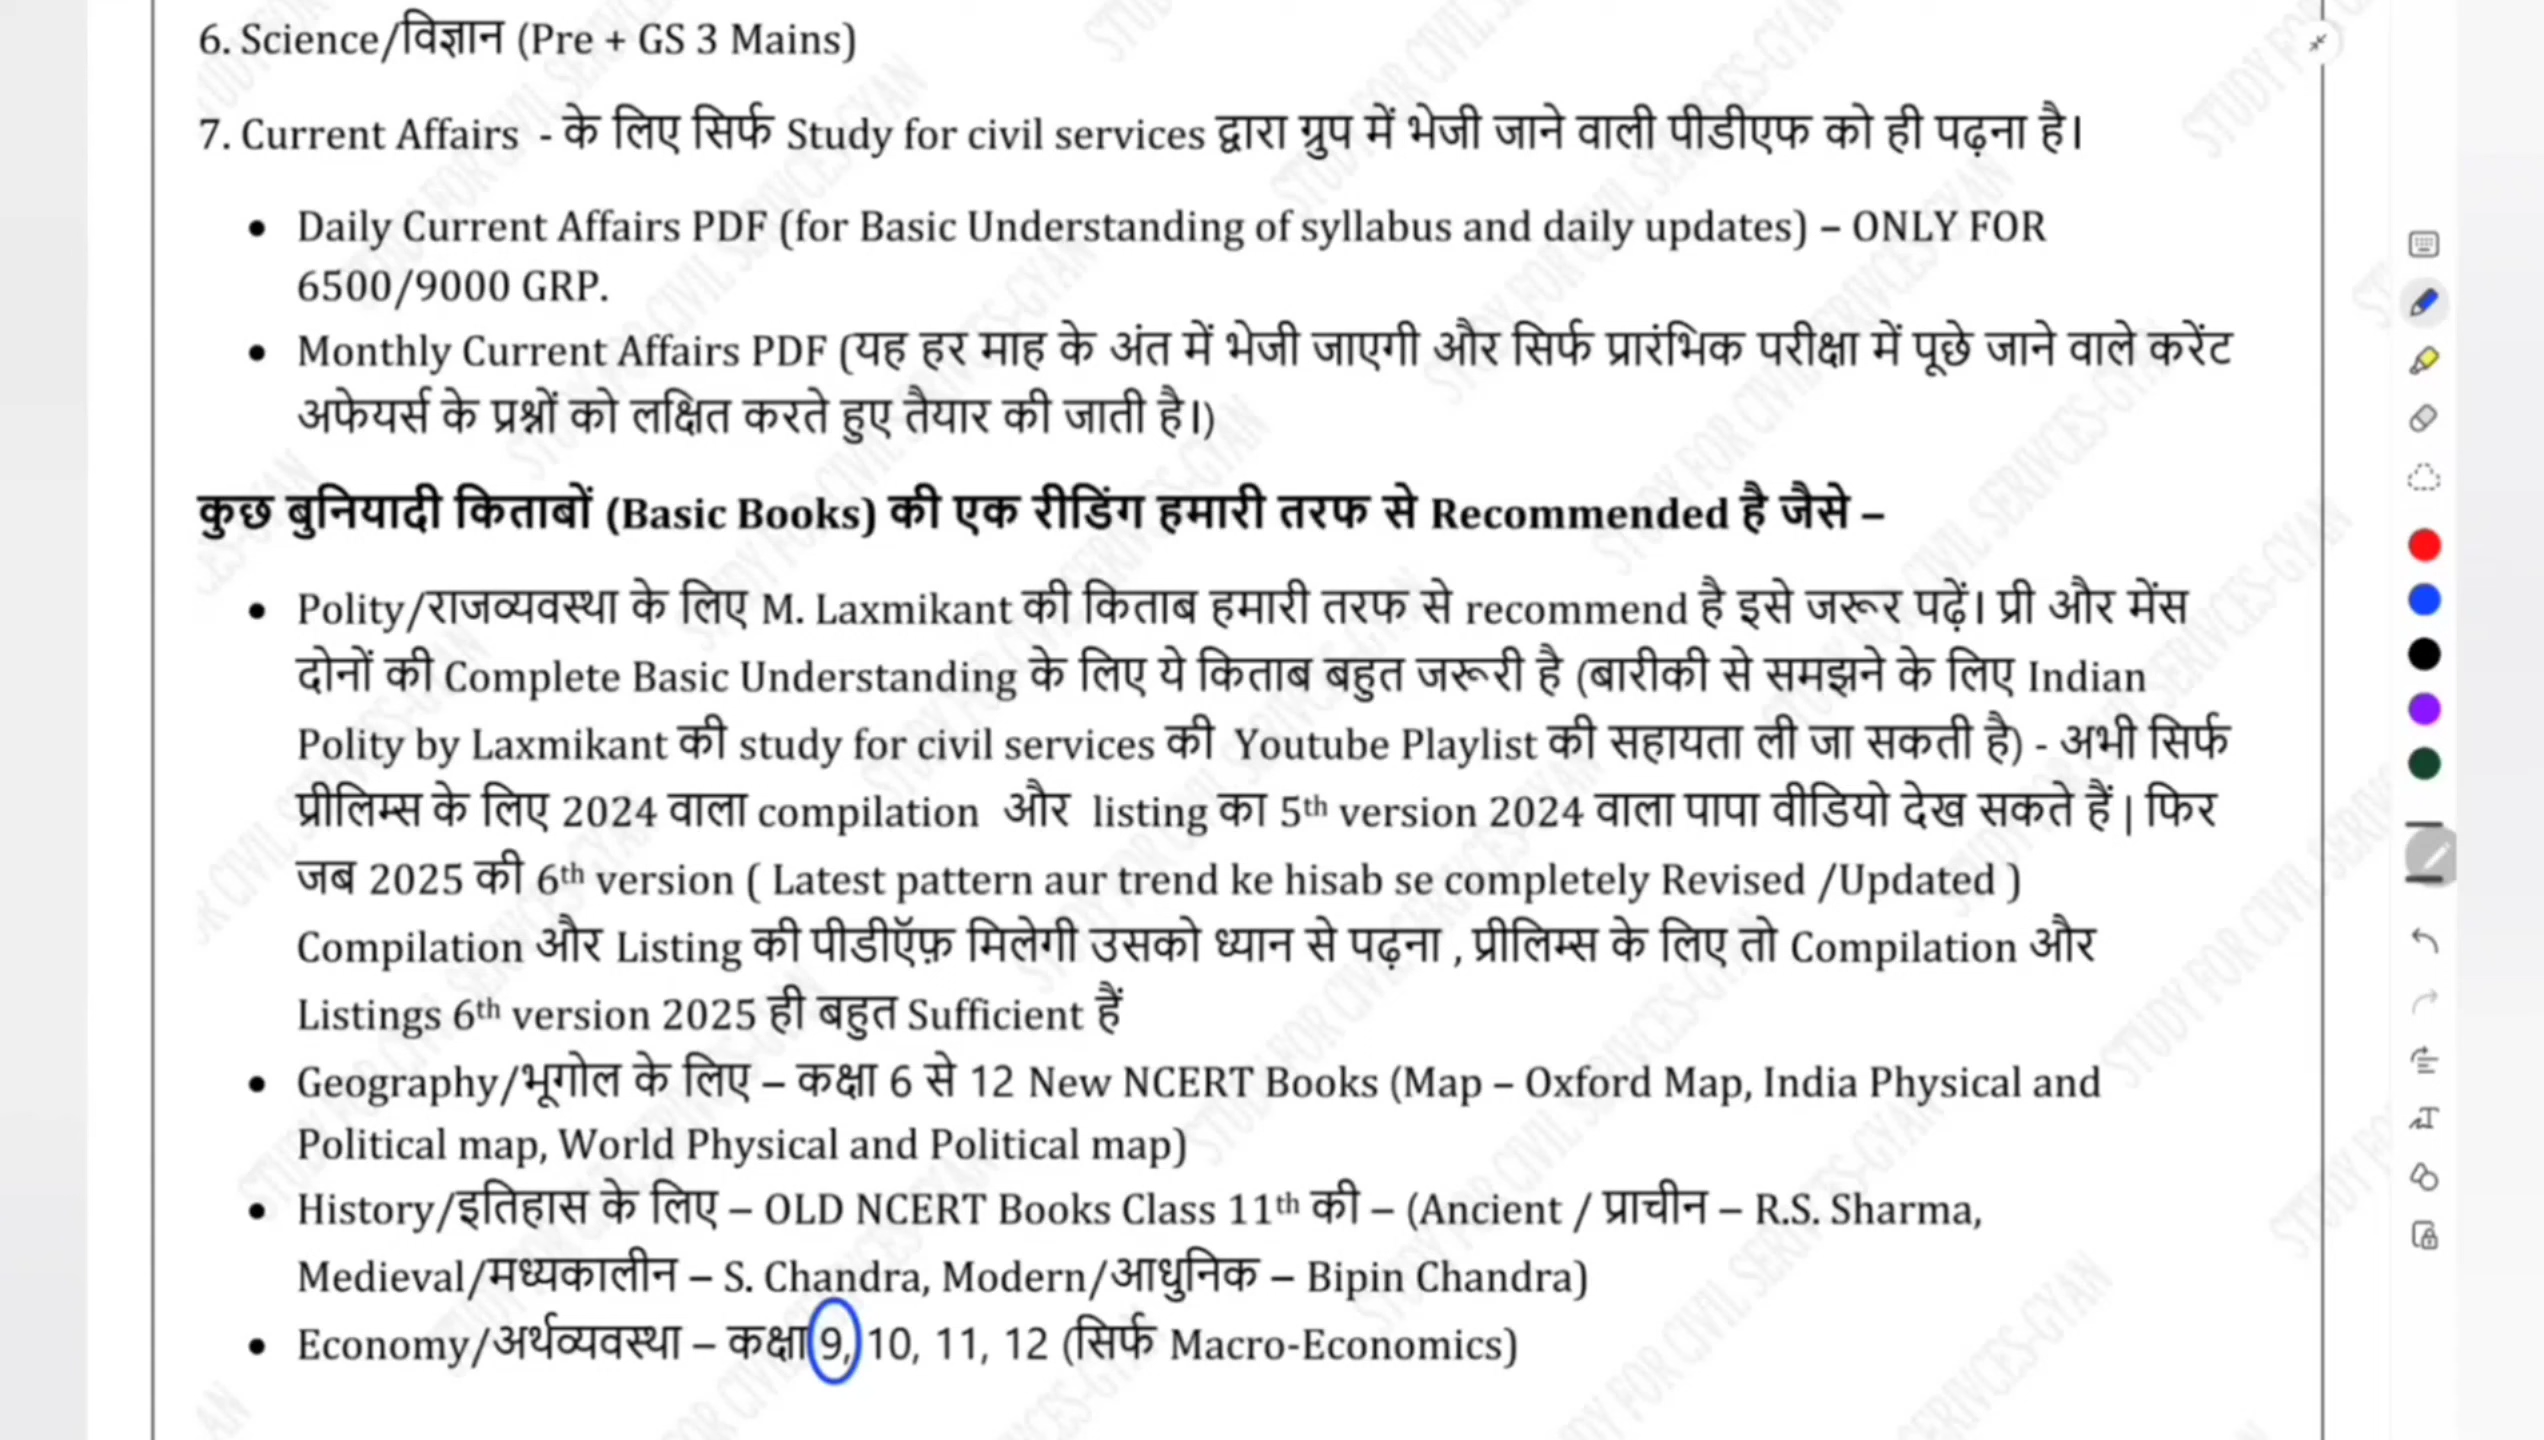 6. Science/विज्ञान (Pre + GS 3 Mains)
7. Current Affairs - के लिए सिर्फ Study for civil services द्वारा ग्रुप में भेजी जाने वाली पीडीएफ को ही पढ़ना है।
• Daily Current Affairs PDF (for Basic Understanding of syllabus and daily updates) – ONLY FOR
6500/9000 GRP.
• Monthly Current Affairs PDF (यह हर माह के अंत में भेजी जाएगी और सिर्फ प्रारंभिक परीक्षा में पूछे जाने वाले करेंट
अफेयर्स के प्रश्नों को लक्षित करते हुए तैयार की जाती है।)
कुछ बुनियादी किताबों (Basic Books) की एक रीडिंग हमारी तरफ से Recommended है जैसे –
• Polity/राजव्यवस्था के लिए M. Laxmikant की किताब हमारी तरफ से recommend है इसे जरूर पढ़ें। प्री और मेंस
दोनों की Complete Basic Understanding के लिए ये किताब बहुत जरूरी है (बारीकी से समझने के लिए Indian
Polity by Laxmikant की study for civil services की Youtube Playlist की सहायता ली जा सकती है) - अभी सिर्फ
प्रीलिम्स के लिए 2024 वाला compilation और listing का 5th version 2024 वाला पापा वीडियो देख सकते हैं | फिर
जब 2025 की 6th version ( Latest pattern aur trend ke hisab se completely Revised /Updated )
Compilation और Listing की पीडीऍफ़ मिलेगी उसको ध्यान से पढ़ना , प्रीलिम्स के लिए तो Compilation और
Listings 6th version 2025 ही बहुत Sufficient हैं
• Geography/भूगोल के लिए – कक्षा 6 से 12 New NCERT Books (Map – Oxford Map, India Physical and
Political map, World Physical and Political map)
• History/इतिहास के लिए – OLD NCERT Books Class 11th की – (Ancient / प्राचीन – R.S. Sharma,
Medieval/मध्यकालीन – S. Chandra, Modern/आधुनिक – Bipin Chandra)
• Economy/अर्थव्यवस्था – कक्षा 9, 10, 11, 12 (सिर्फ Macro-Economics)
STUDY FOR CIVIL SERIVCES-GYAN